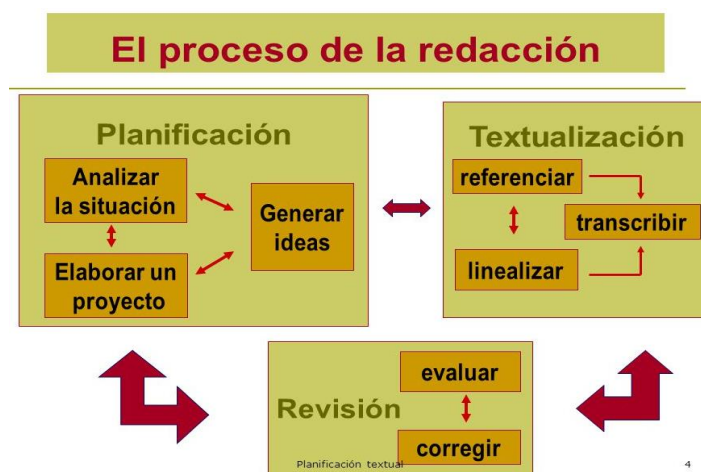 El proceso de la redacción
Planificación
Analizar
la situación
Generar
ideas
Elaborar un
proyecto
Textualización
referenciar
transcribir
linealizar
Revisión
evaluar
corregir
Planificación textual
4